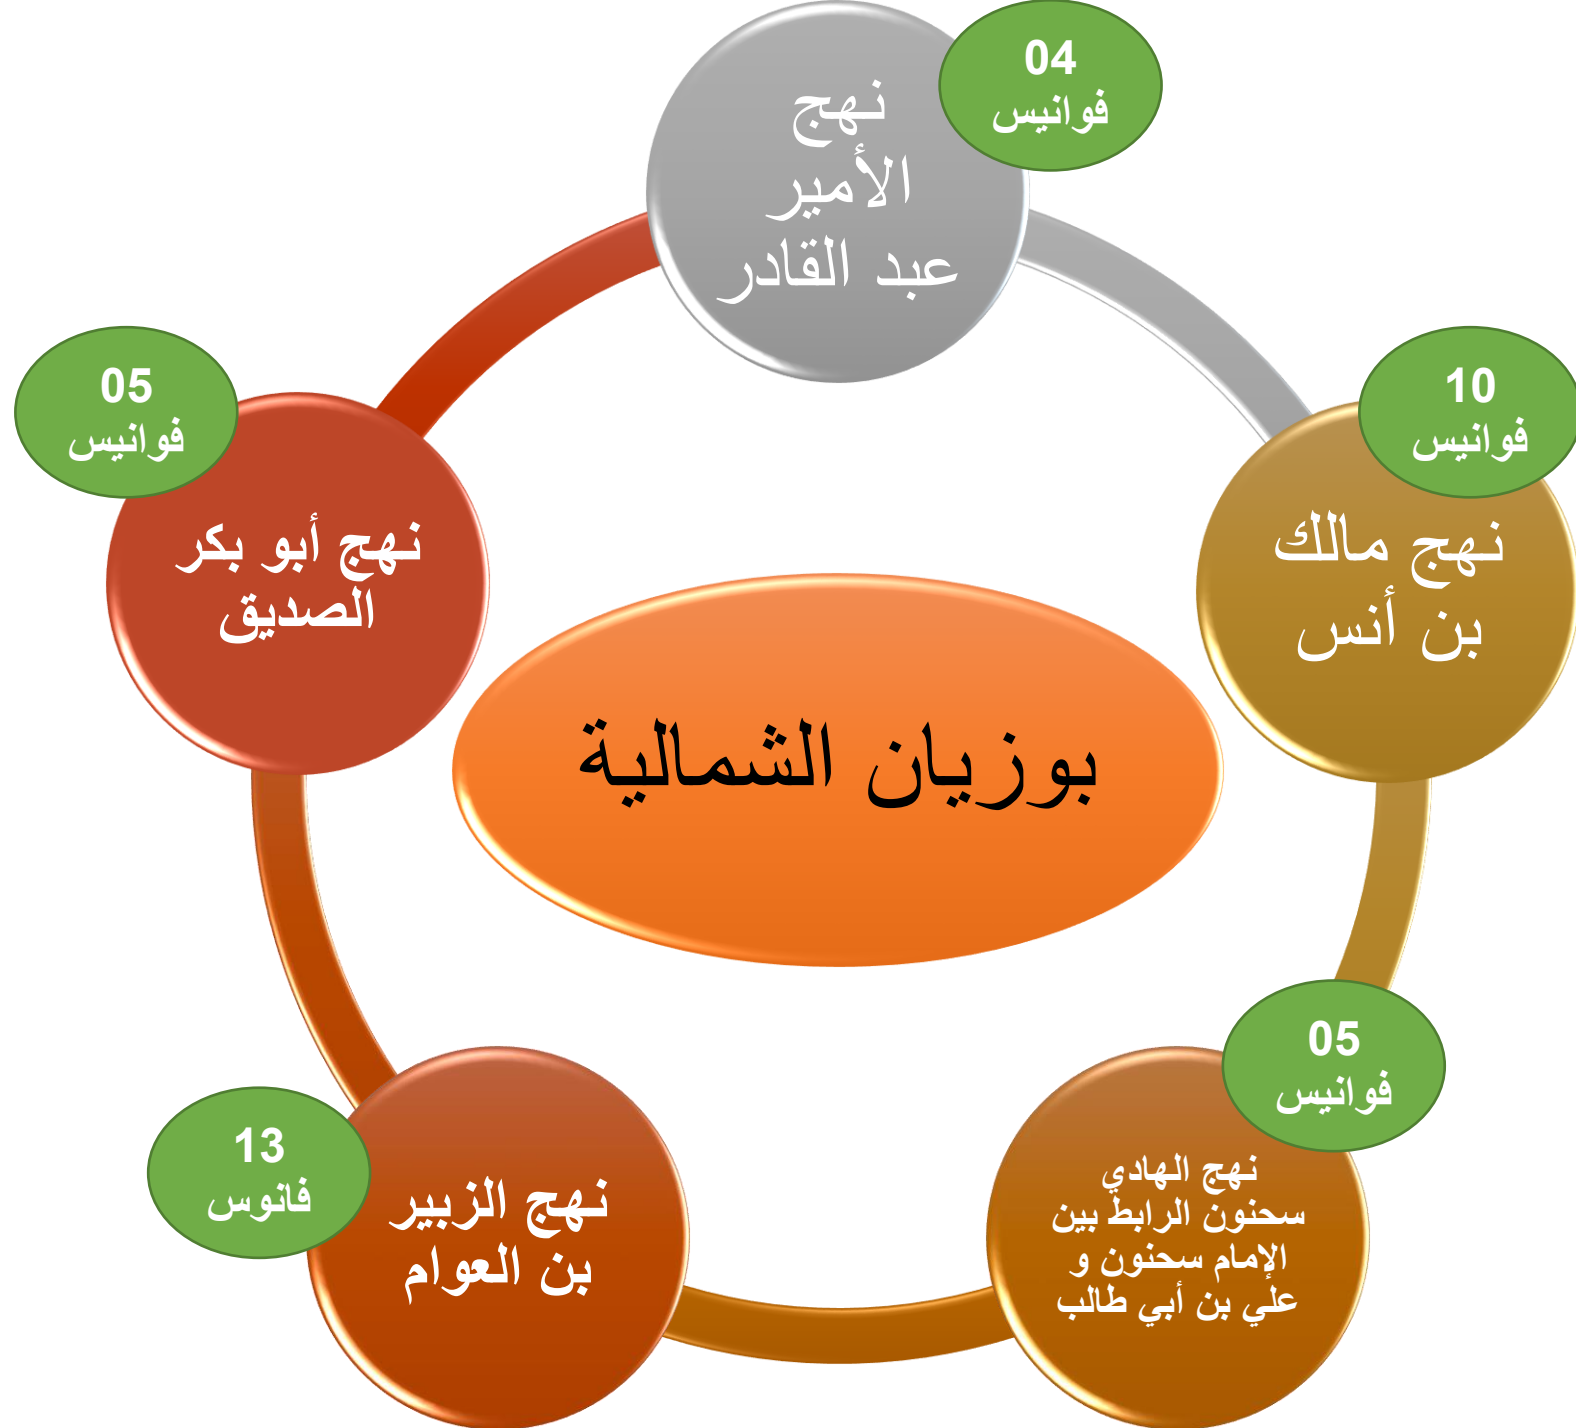 04
فوانيس
نهج
الأمير
عبد القادر
10
فوانيس
نهج مالك
بن أنس
05
فوانيس
نهج الهادي
سحنون الرابط بين
الإمام سحنون و
علي بن أبي طالب
13
فانوس
نهج الزبير
بن العوام
05
فوانيس
نهج أبو بكر
الصديق
بوزيان الشمالية